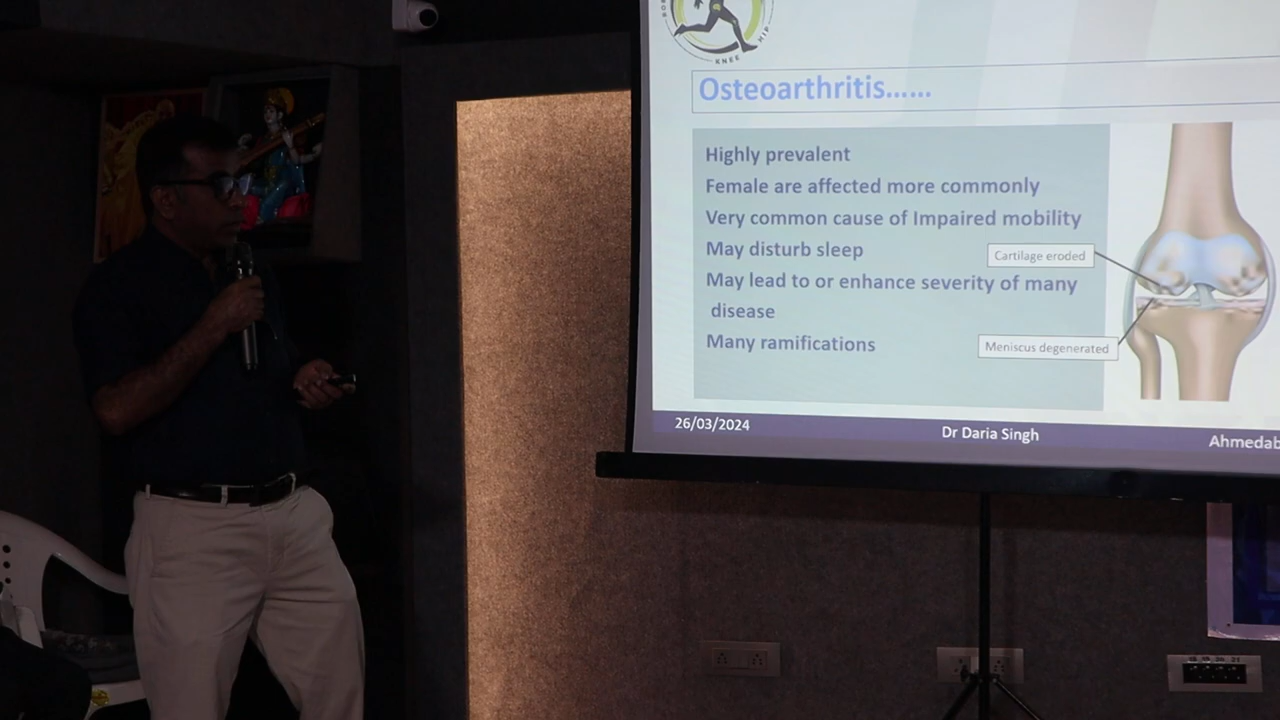 KNEE HIP
Osteoarthritis......
Highly prevalent
Female are affected more commonly
Very common cause of Impaired mobility
May disturb sleep
Cartilage eroded
May lead to or enhance severity of many
disease
Meniscus degenerated
Many ramifications
26/03/2024
Dr Daria Singh